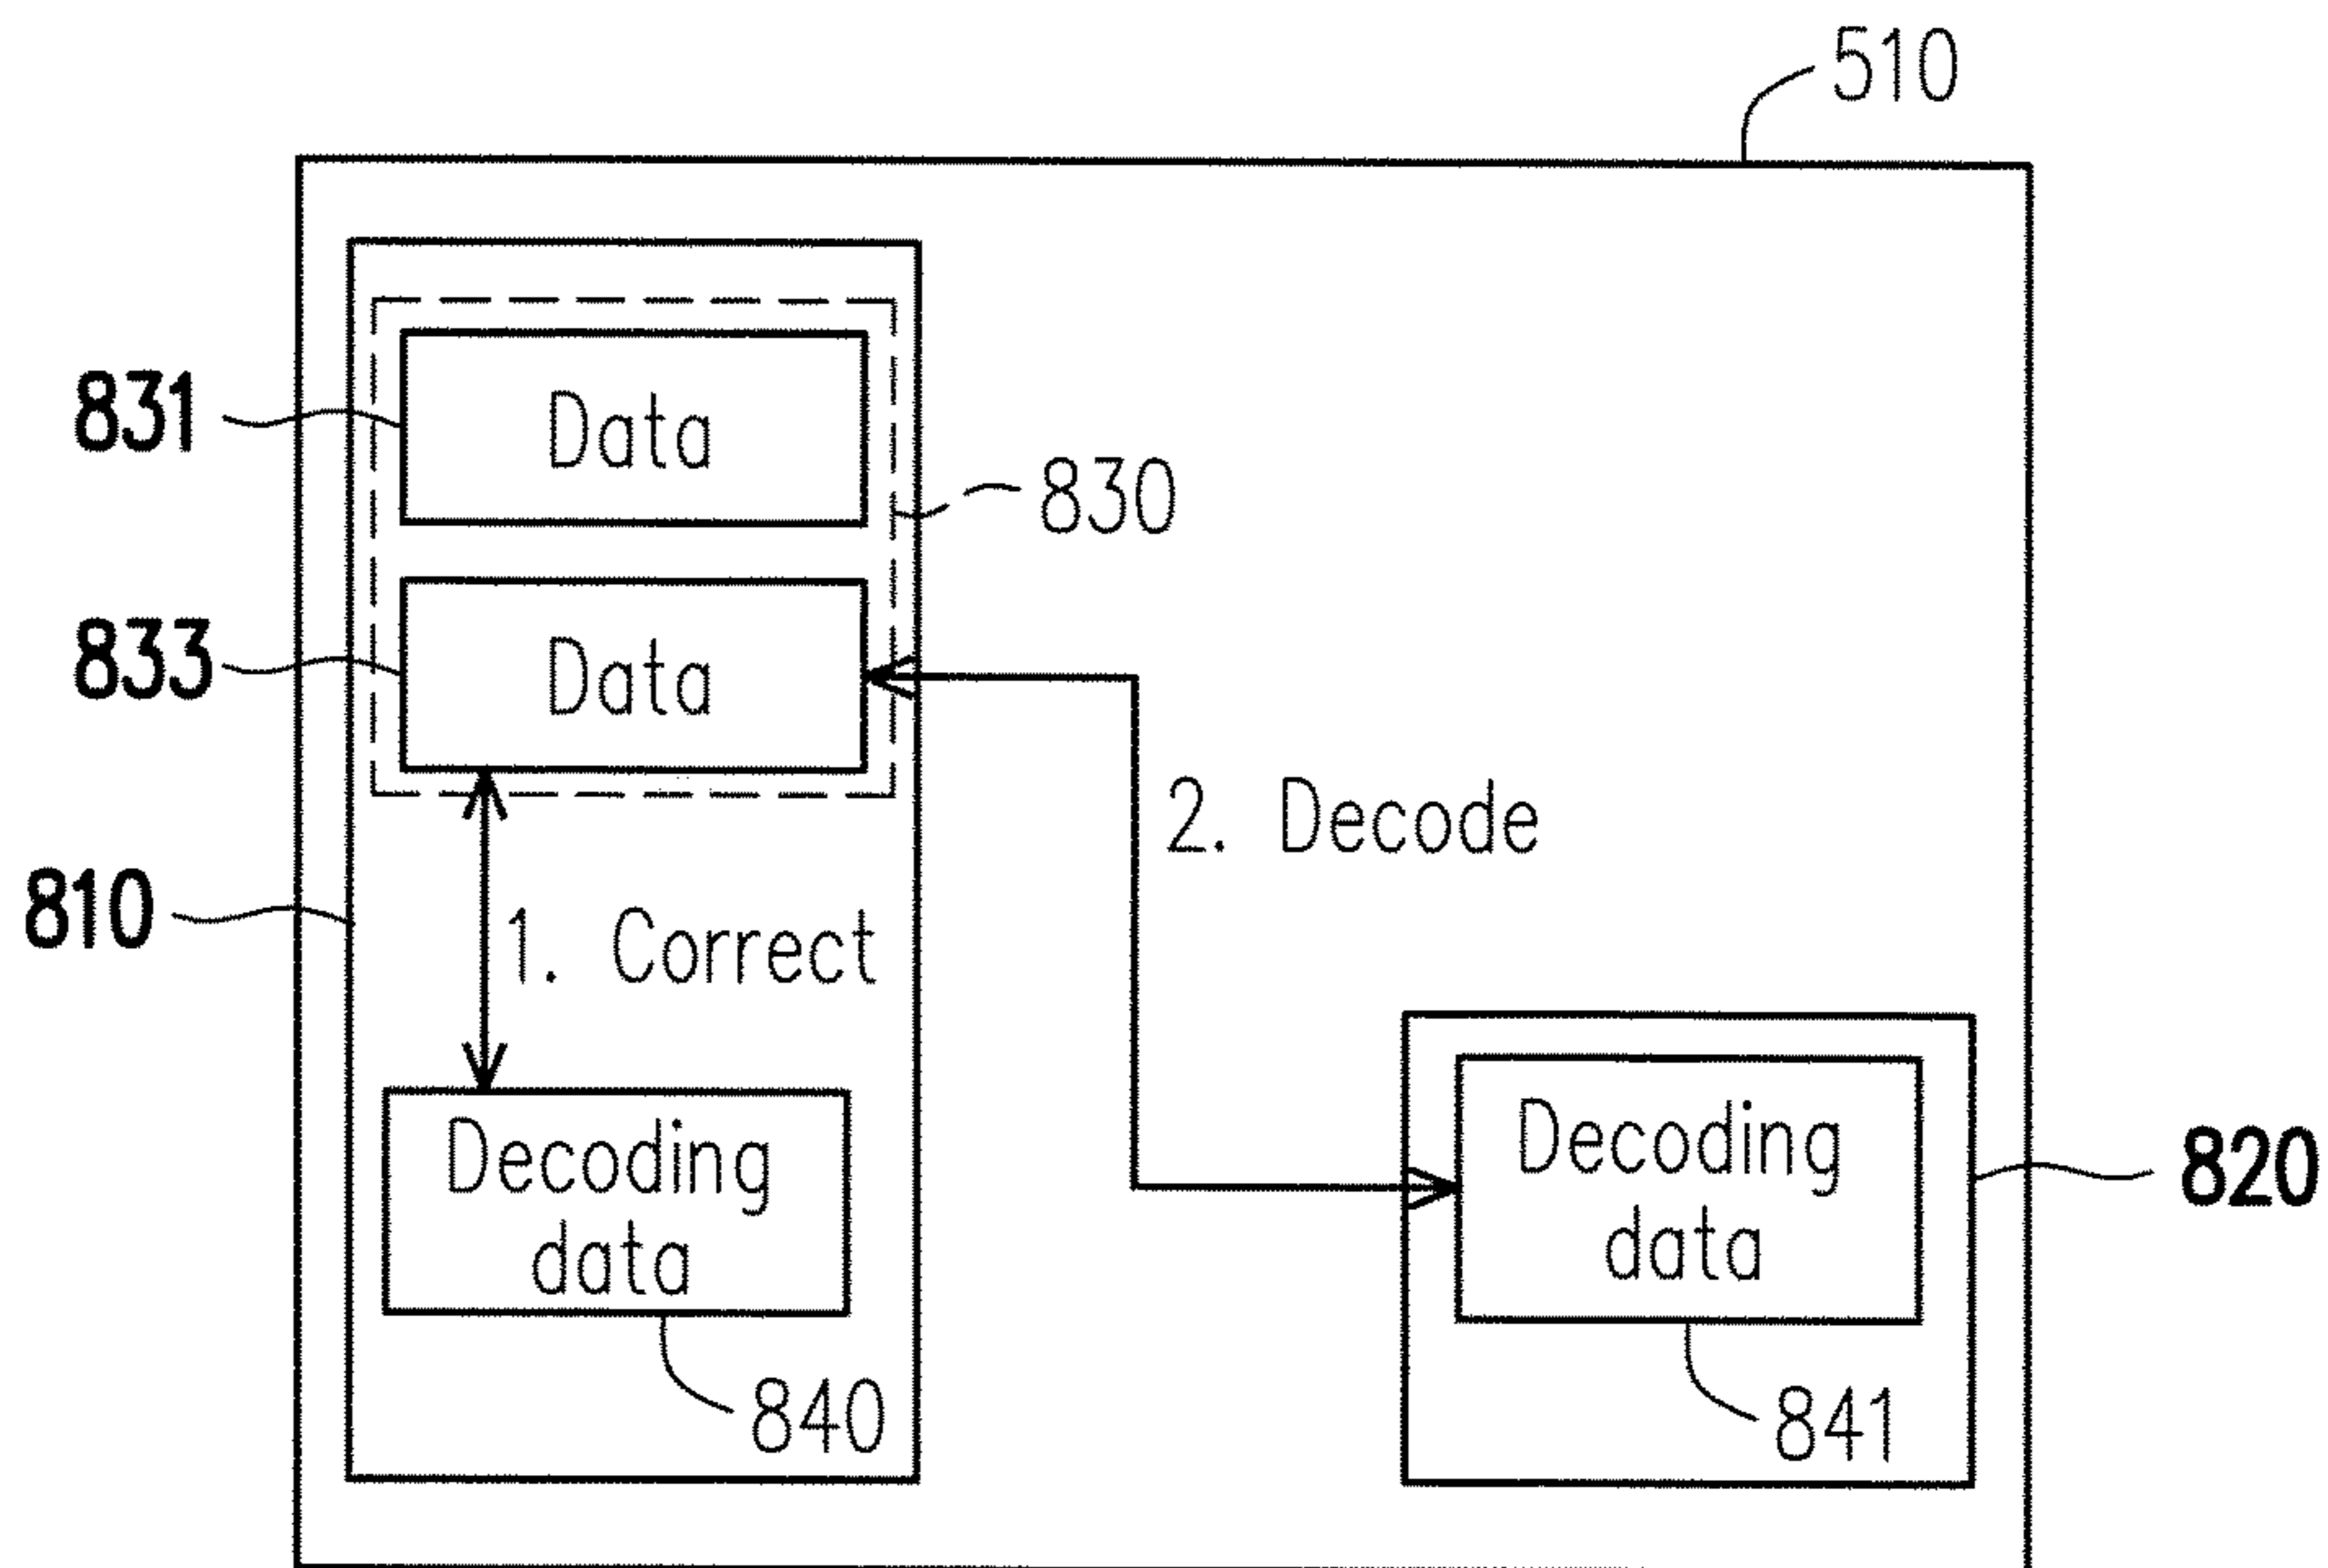 510
831
Data
830
833
Data
2. Decode
810
1. Correct
Decoding
data
840
Decoding
data
820
841